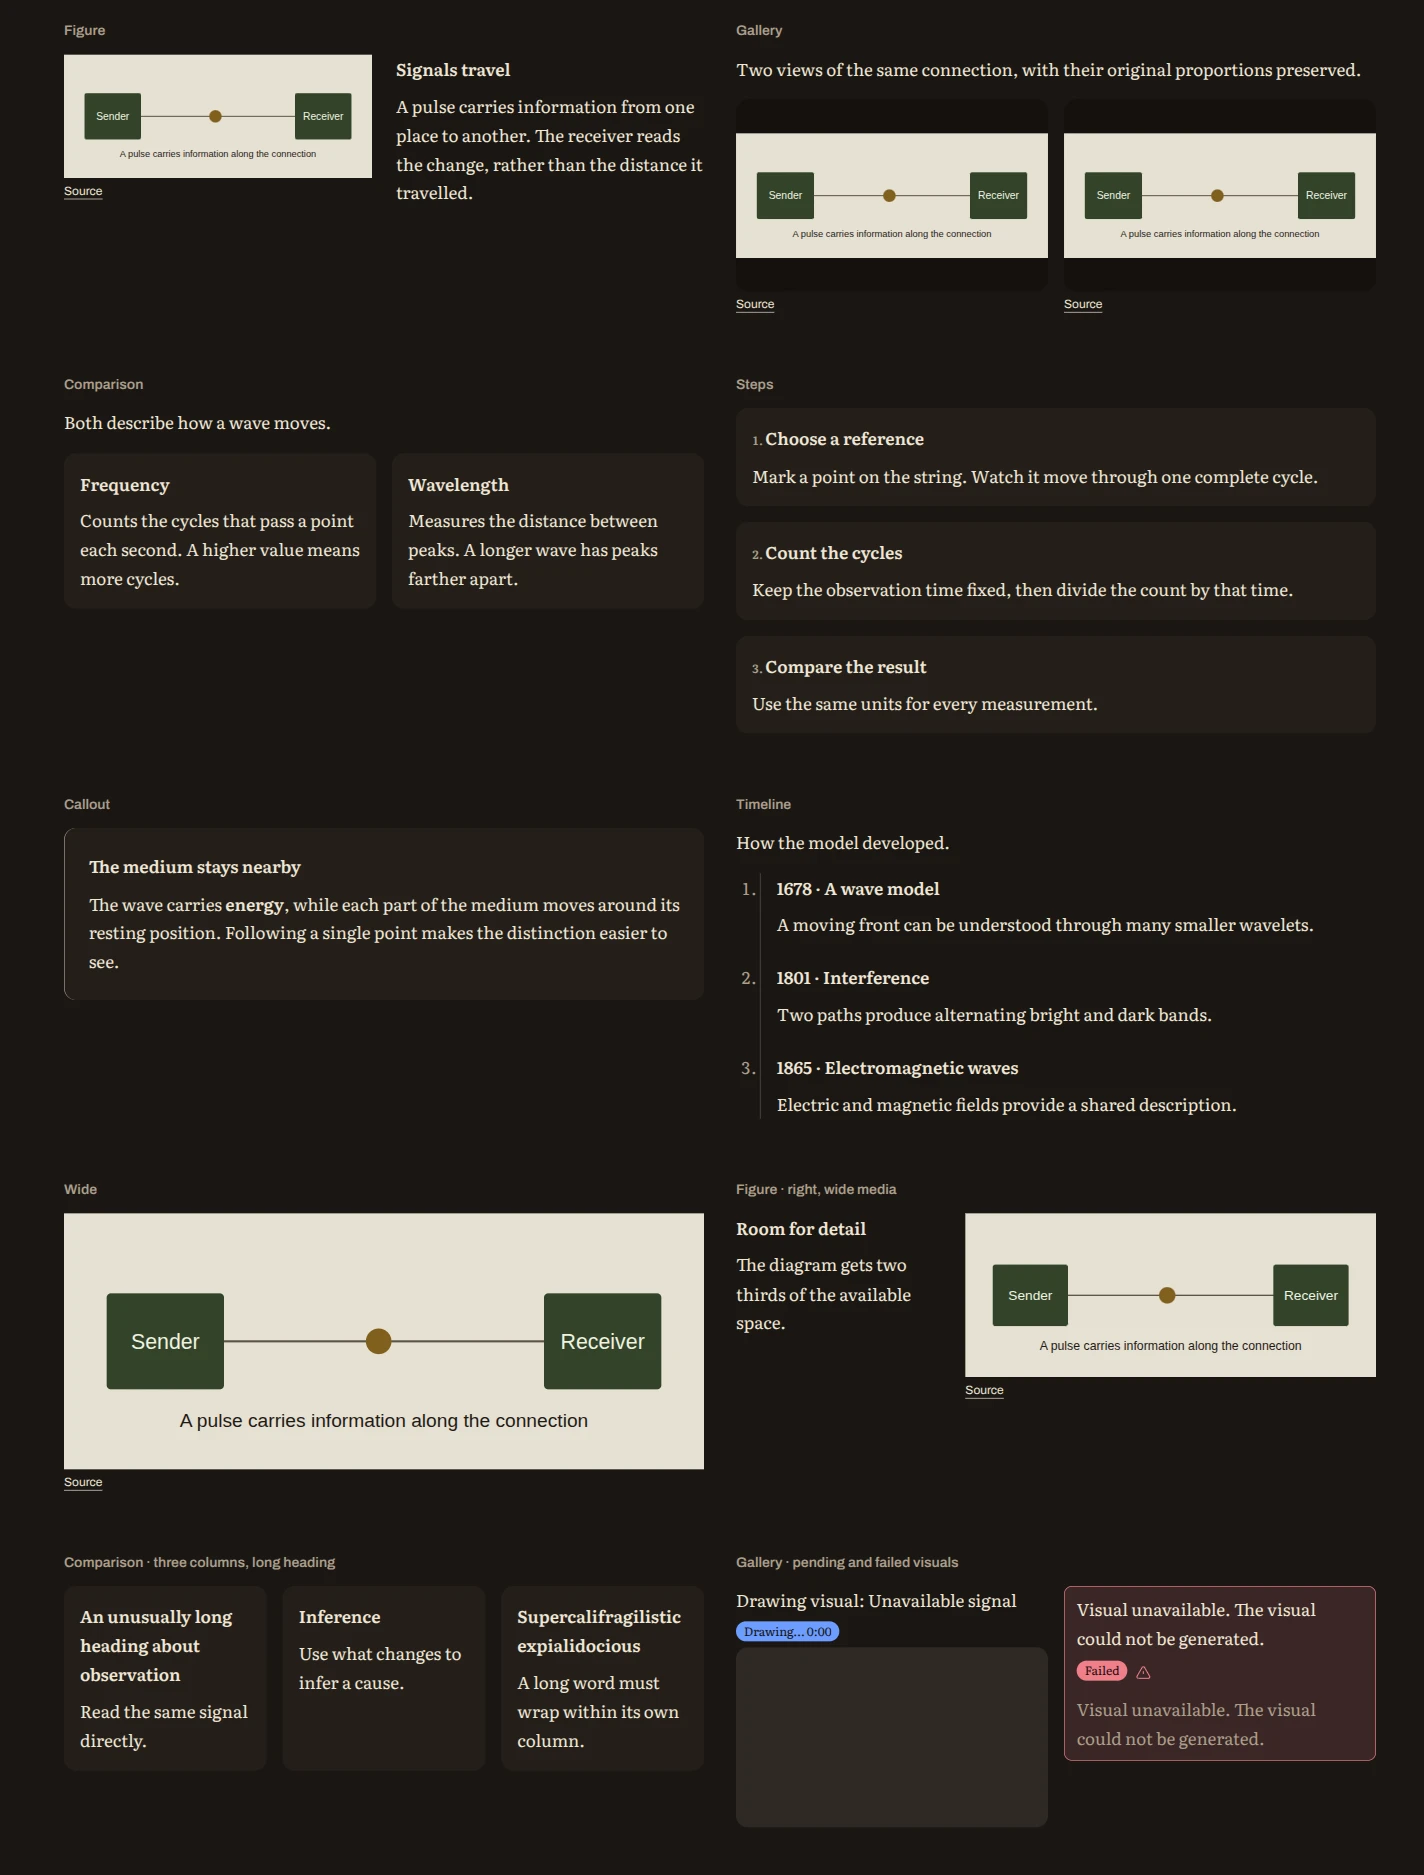 Figure
Sender
Receiver
A pulse carries information along the connection
Source
Signals travel
A pulse carries information from one
place to another. The receiver reads
the change, rather than the distance it
travelled.
Gallery
Two views of the same connection, with their original proportions preserved.
Sender
Receiver
A pulse carries information along the connection
Source
Sender
Receiver
A pulse carries information along the connection
Source
Comparison
Both describe how a wave moves.
Frequency
Counts the cycles that pass a point
each second. A higher value means
more cycles.
Wavelength
Measures the distance between
peaks. A longer wave has peaks
farther apart.
Steps
1. Choose a reference
Mark a point on the string. Watch it move through one complete cycle.
2. Count the cycles
Keep the observation time fixed, then divide the count by that time.
3. Compare the result
Use the same units for every measurement.
Callout
The medium stays nearby
The wave carries energy, while each part of the medium moves around its
resting position. Following a single point makes the distinction easier to
see.
Timeline
How the model developed.
1. 1678 · A wave model
A moving front can be understood through many smaller wavelets.
2. 1801 · Interference
Two paths produce alternating bright and dark bands.
3. 1865 · Electromagnetic waves
Electric and magnetic fields provide a shared description.
Wide
Sender
Receiver
A pulse carries information along the connection
Source
Figure · right, wide media
Room for detail
The diagram gets two
thirds of the available
space.
Sender
Receiver
A pulse carries information along the connection
Source
Comparison · three columns, long heading
An unusually long
heading about
observation
Read the same signal
directly.
Inference
Use what changes to
infer a cause.
Supercalifragilistic
expialidocious
A long word must
wrap within its own
column.
Gallery · pending and failed visuals
Drawing visual: Unavailable signal
Drawing... 0:00
Visual unavailable. The visual
could not be generated.
Failed
Visual unavailable. The visual
could not be generated.